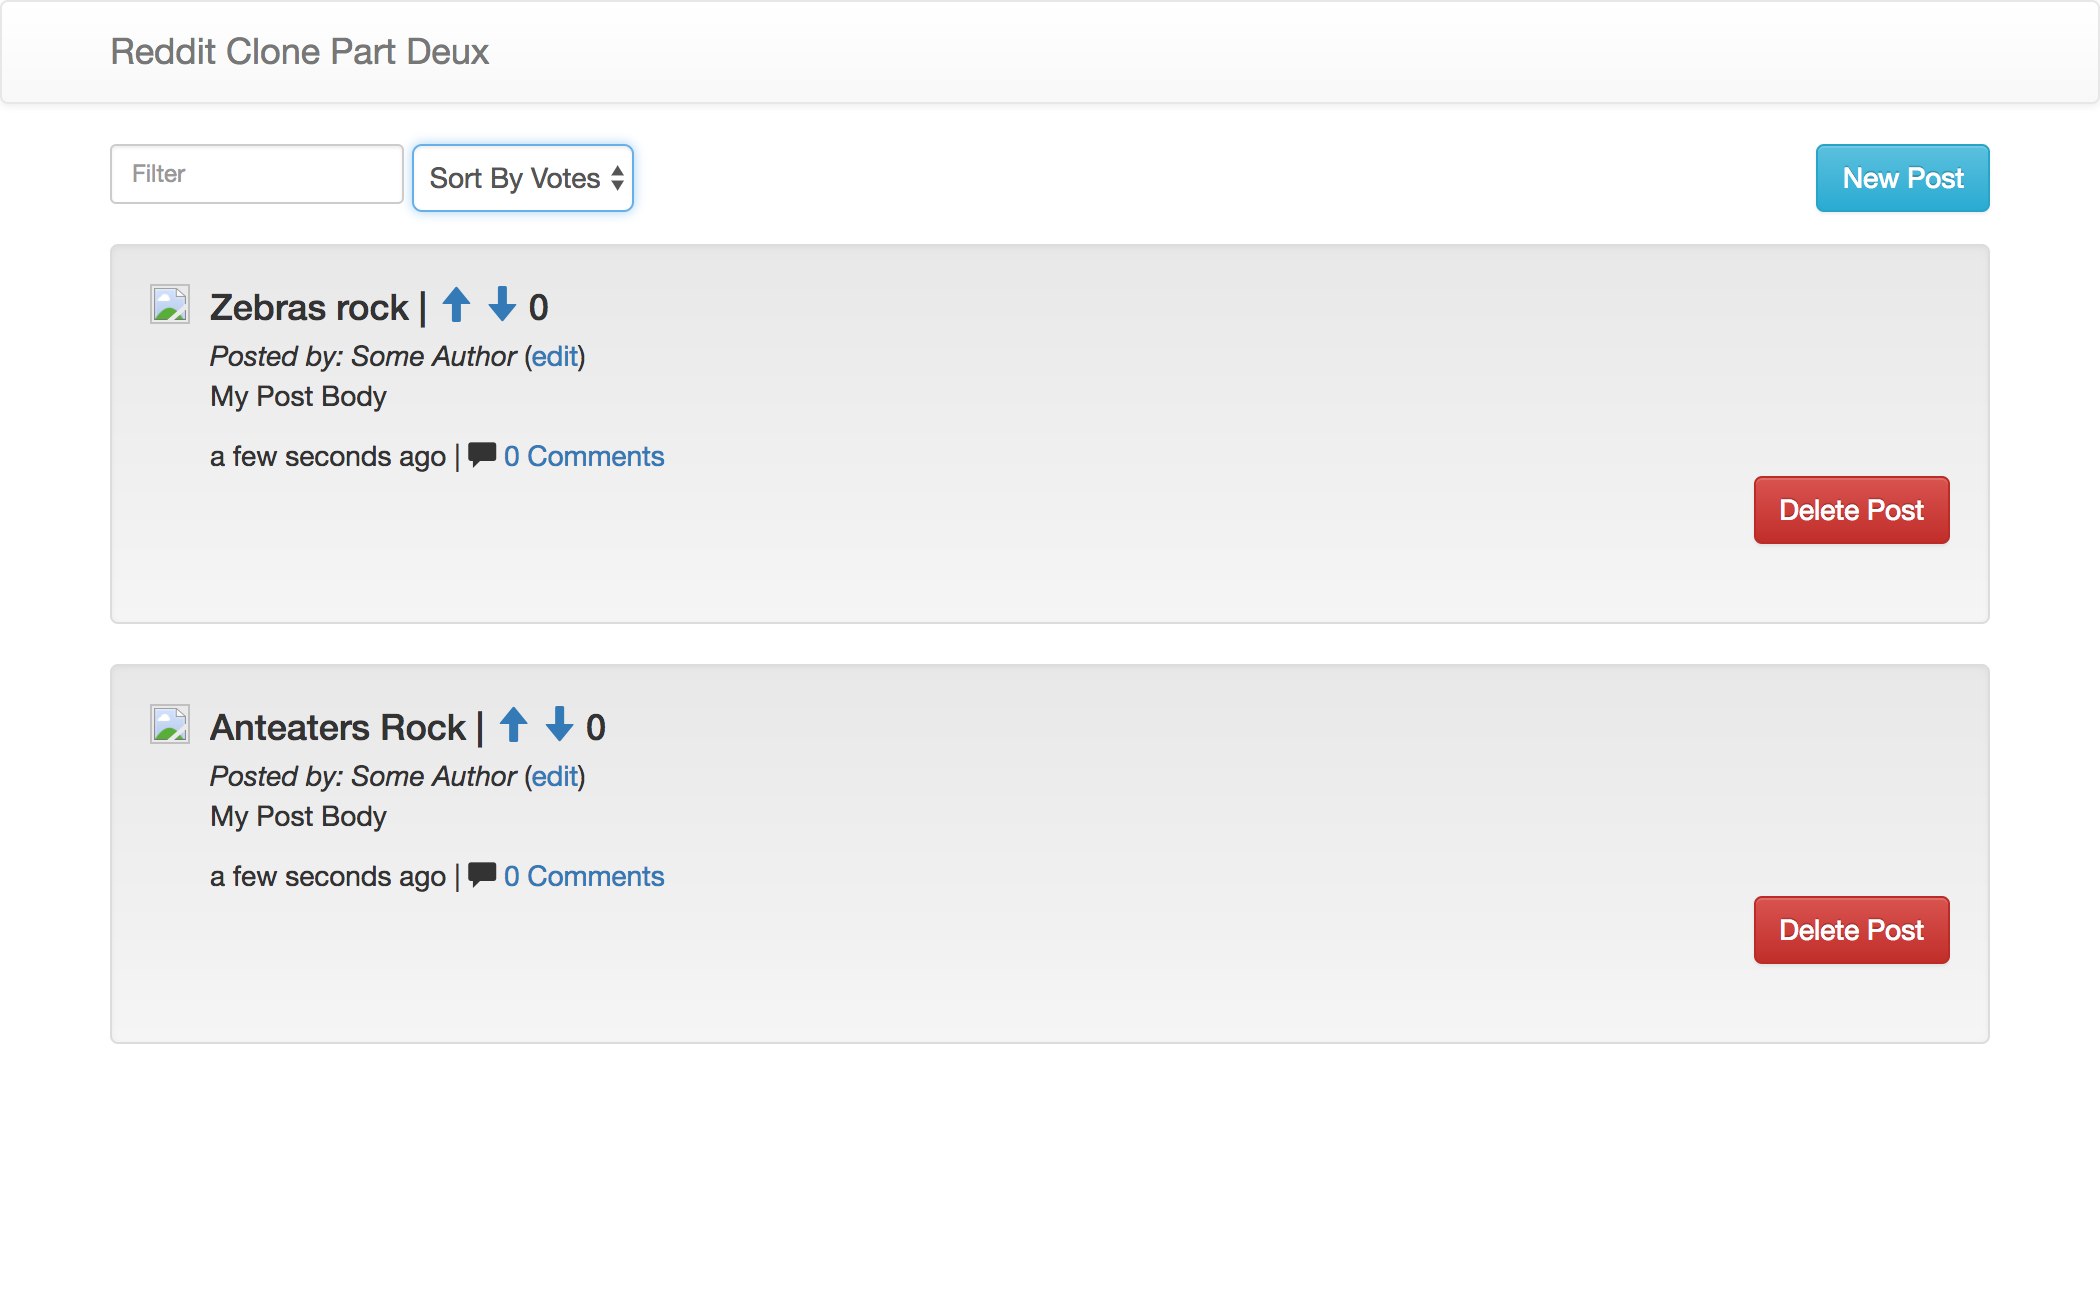 Reddit Clone Part Deux
Filter
Sort By Votes
New Post
Zebras rock | 0
Posted by: Some Author (edit)
My Post Body
a few seconds ago | 0 Comments
Delete Post
Anteaters Rock | 0
Posted by: Some Author (edit)
My Post Body
a few seconds ago | 0 Comments
Delete Post